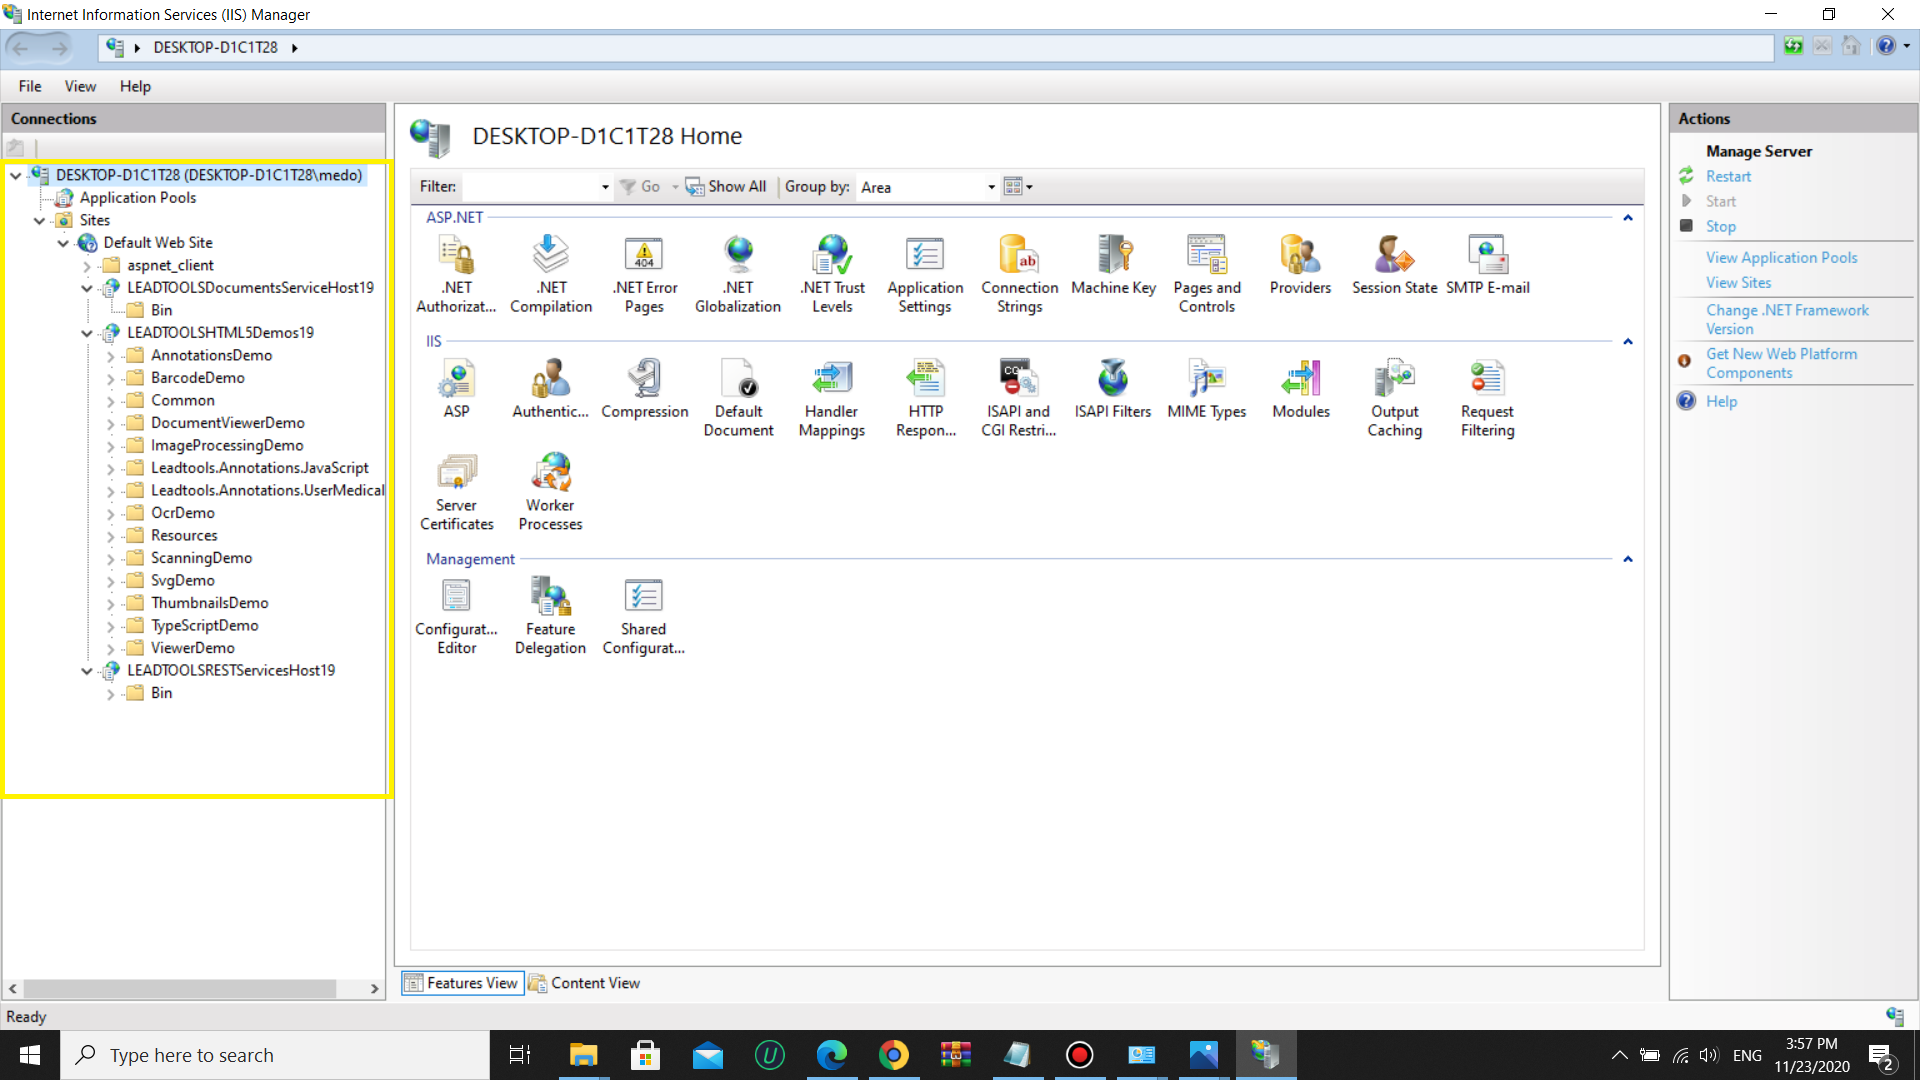 Internet Information Services (IIS) Manager
DESKTOP-D1C1T28
File View Help
Connections
DESKTOP-D1C1T28 (DESKTOP-D1C1T28\medo)
Application Pools
Sites
Default Web Site
aspnet_client
LEADTOOLSDocumentsServiceHost19
Bin
LEADTOOLSHTML5Demos19
AnnotationsDemo
BarcodeDemo
Common
DocumentViewerDemo
ImageProcessingDemo
Leadtools.Annotations.JavaScript
Leadtools.Annotations.UserMedical
OcrDemo
Resources
ScanningDemo
SvgDemo
ThumbnailsDemo
TypeScriptDemo
ViewerDemo
LEADTOOLSRESTServicesHost19
Bin
DESKTOP-D1C1T28 Home
Filter: Go Show All Group by: Area
ASP.NET
.NET Authorizat...
.NET Compilation
.NET Error Pages
.NET Globalization
.NET Trust Levels
Application Settings
Connection Strings
Machine Key
Pages and Controls
Providers
Session State
SMTP E-mail
IIS
ASP
Authentic...
Compression
Default Document
Handler Mappings
HTTP Respon...
ISAPI and CGI Restri...
ISAPI Filters
MIME Types
Modules
Output Caching
Request Filtering
Server Certificates
Worker Processes
Management
Configurat... Editor
Feature Delegation
Shared Configurat...
Features View Content View
Actions
Manage Server
Restart
Start
Stop
View Application Pools
View Sites
Change .NET Framework
Version
Get New Web Platform
Components
Help
Ready
Type here to search
ENG
3:57 PM
11/23/2020
2